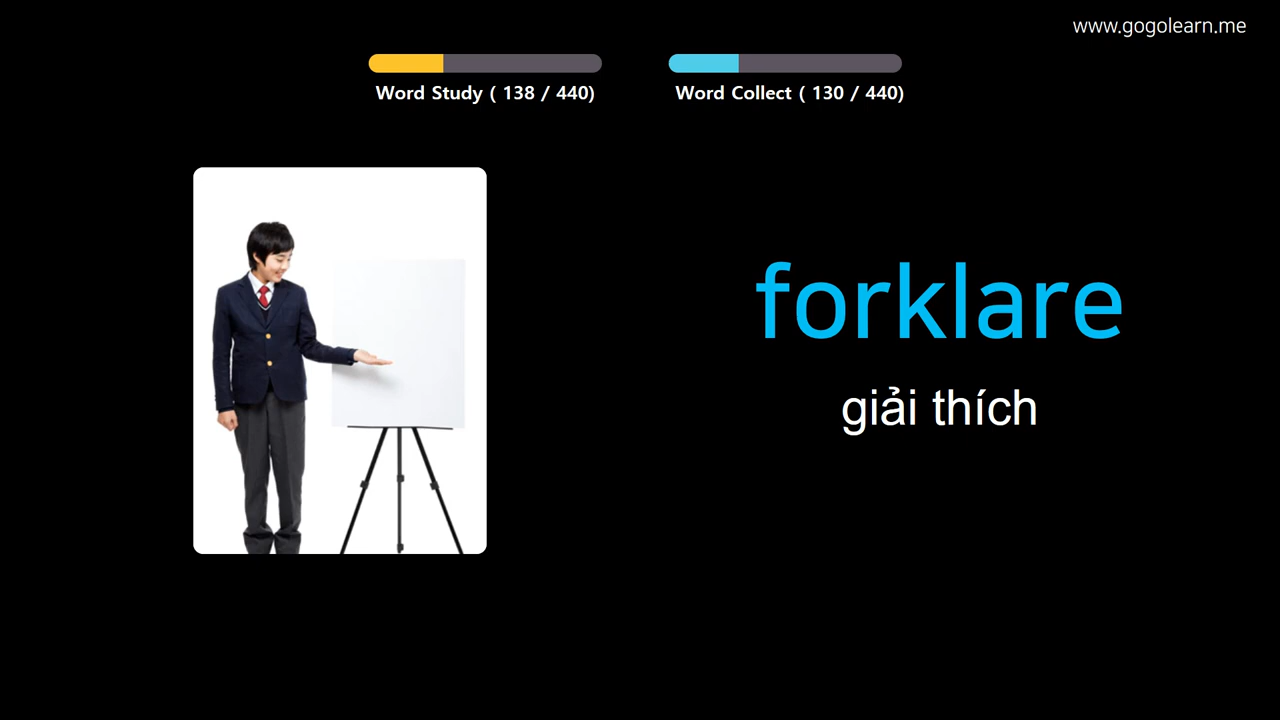 www.gogolearn.me
Word Study ( 138 / 440)
Word Collect ( 130 / 440)
forklare
giải thích